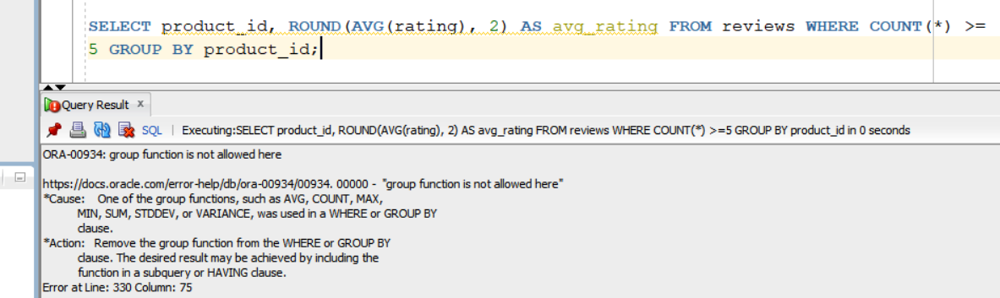 SELECT product_id, ROUND(AVG(rating), 2) AS avg_rating FROM reviews WHERE COUNT(*) >=
5 GROUP BY product_id;
Query Result x
SQL | Executing:SELECT product_id, ROUND(AVG(rating), 2) AS avg_rating FROM reviews WHERE COUNT(*) >=5 GROUP BY product_id in 0 seconds
ORA-00934: group function is not allowed here
https://docs.oracle.com/error-help/db/ora-00934/00934. 00000 - "group function is not allowed here"
*Cause: One of the group functions, such as AVG, COUNT, MAX,
MIN, SUM, STDDEV, or VARIANCE, was used in a WHERE or GROUP BY
clause.
*Action: Remove the group function from the WHERE or GROUP BY
clause. The desired result may be achieved by including the
function in a subquery or HAVING clause.
Error at Line: 330 Column: 75